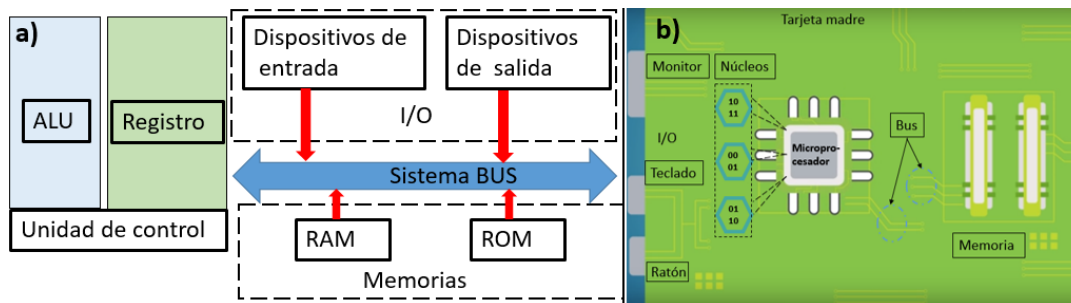 a)
ALU
Registro
Unidad de control
Dispositivos de
entrada
Dispositivos
de salida
I/O
Sistema BUS
RAM
ROM
Memorias
b)
Tarjeta madre
Monitor
Núcleos
10
11
I/O
00
01
Teclado
01
10
Micropro-
cesador
Bus
Ratón
Memoria